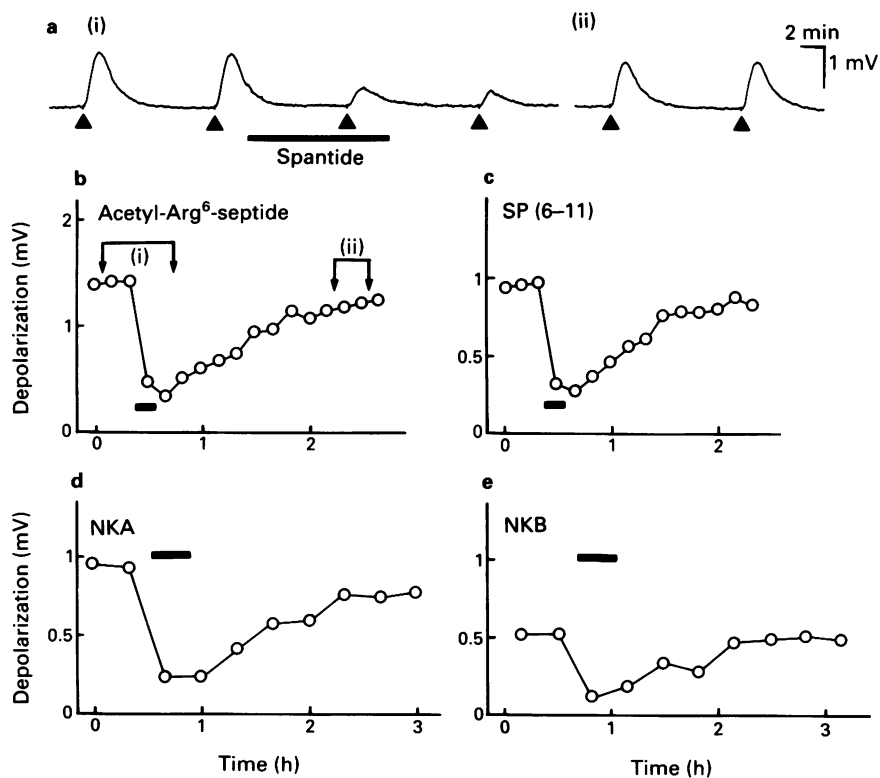 a (i) (ii)
2 min
1 mV
Spantide
b
Acetyl-Arg⁶-septide
(i) (ii)
Depolarization (mV)
2
1
0
0 1 2
c
SP (6–11)
1
0.5
0
0 1 2
d
NKA
Depolarization (mV)
1
0.5
0
0 1 2 3
Time (h)
e
NKB
1
0.5
0
0 1 2 3
Time (h)